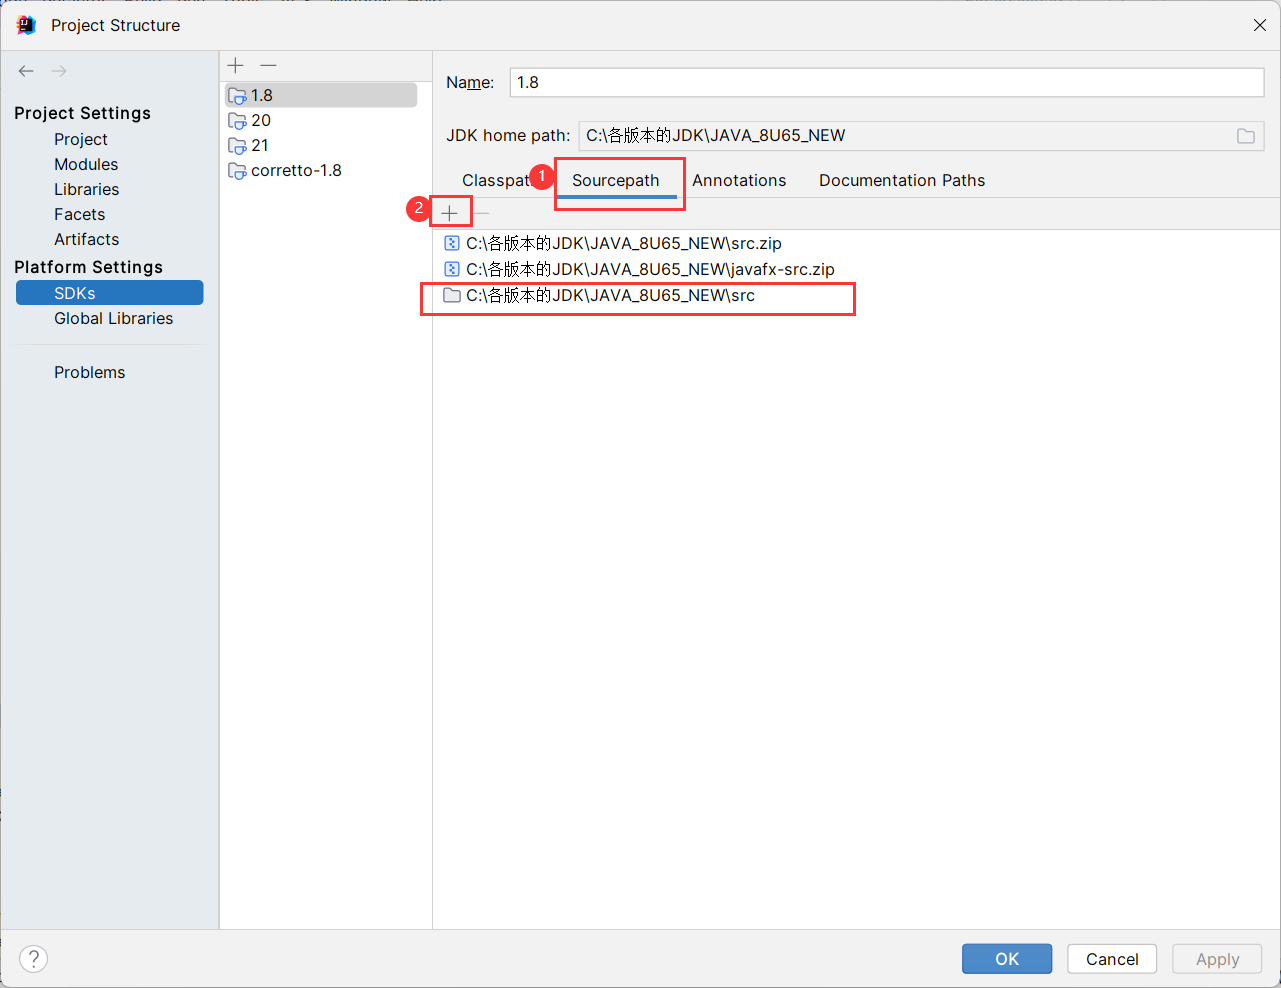 Project Structure
Project Settings
Project
Modules
Libraries
Facets
Artifacts
Platform Settings
SDKs
Global Libraries
Problems
1.8
20
21
corretto-1.8
Name: 1.8
JDK home path: C:\各版本的JDK\JAVA_8U65_NEW
Classpat 1 Sourcepath Annotations Documentation Paths
2
C:\各版本的JDK\JAVA_8U65_NEW\src.zip
C:\各版本的JDK\JAVA_8U65_NEW\javafx-src.zip
C:\各版本的JDK\JAVA_8U65_NEW\src
? OK Cancel Apply